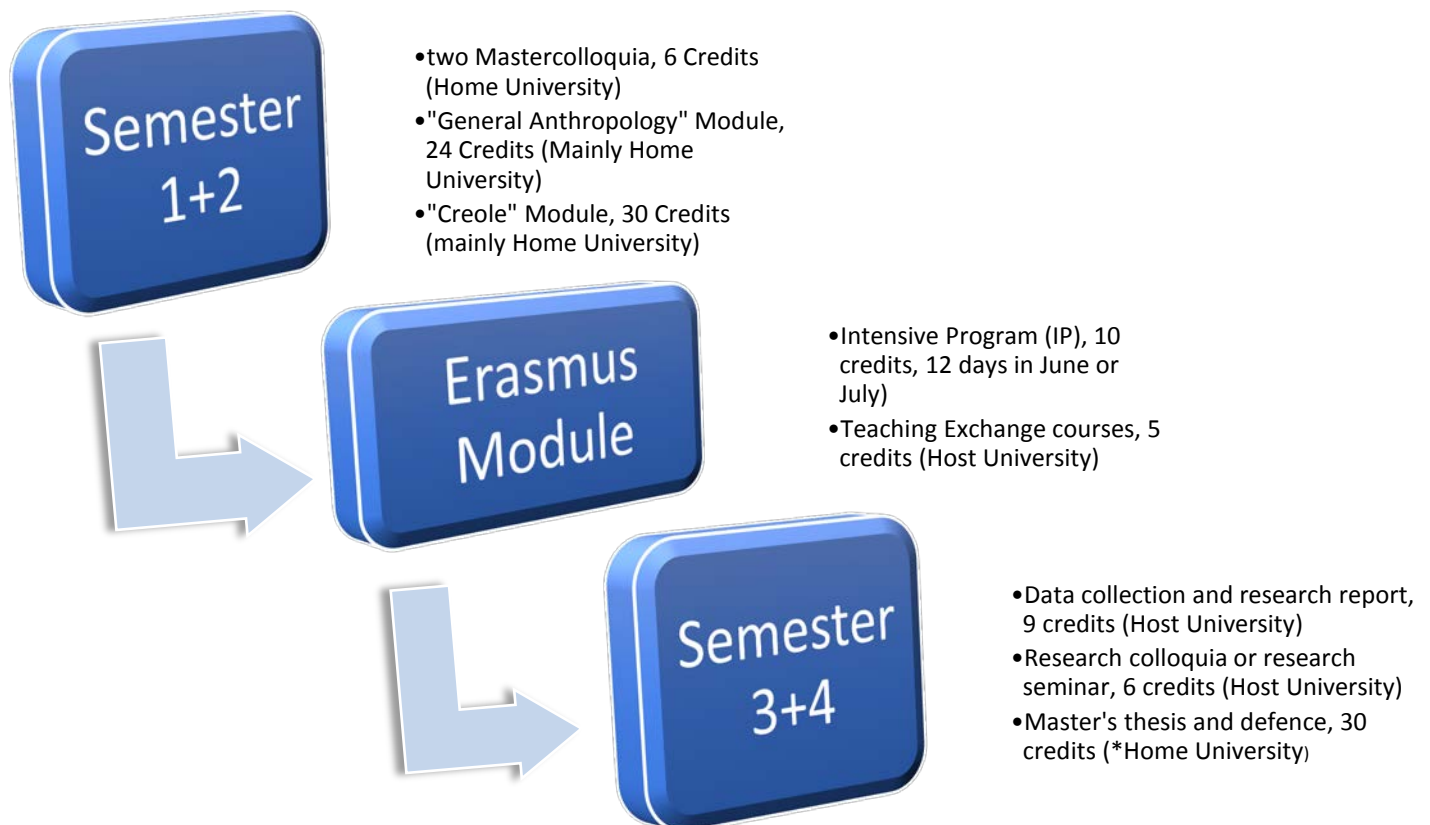 Semester
1+2
•two Mastercolloquia, 6 Credits
(Home University)
•"General Anthropology" Module,
24 Credits (Mainly Home
University)
•"Creole" Module, 30 Credits
(mainly Home University)
Erasmus
Module
•Intensive Program (IP), 10
credits, 12 days in June or
July)
•Teaching Exchange courses, 5
credits (Host University)
Semester
3+4
•Data collection and research report,
9 credits (Host University)
•Research colloquia or research
seminar, 6 credits (Host University)
•Master's thesis and defence, 30
credits (*Home University)